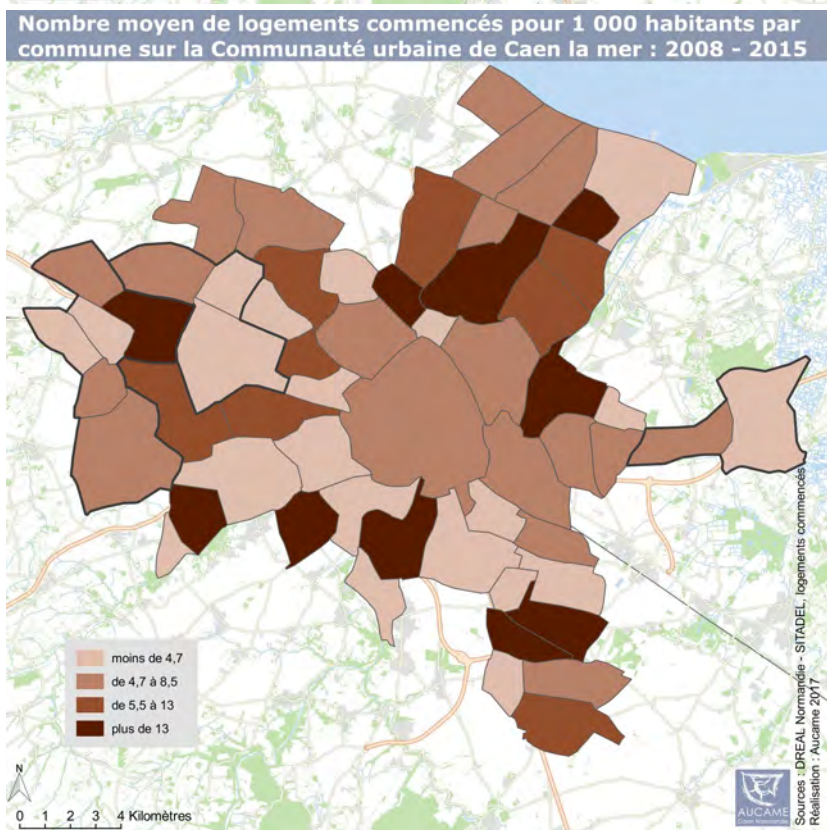 Nombre moyen de logements commencés pour 1 000 habitants par
commune sur la Communauté urbaine de Caen la mer : 2008 - 2015
moins de 4,7
de 4,7 à 8,5
de 5,5 à 13
plus de 13
N
0 1 2 3 4 Kilomètres
AUCAME
Caen Normandie
Sources : DREAL Normandie - SITADEL, logements commencés
Réalisation : Aucame 2017